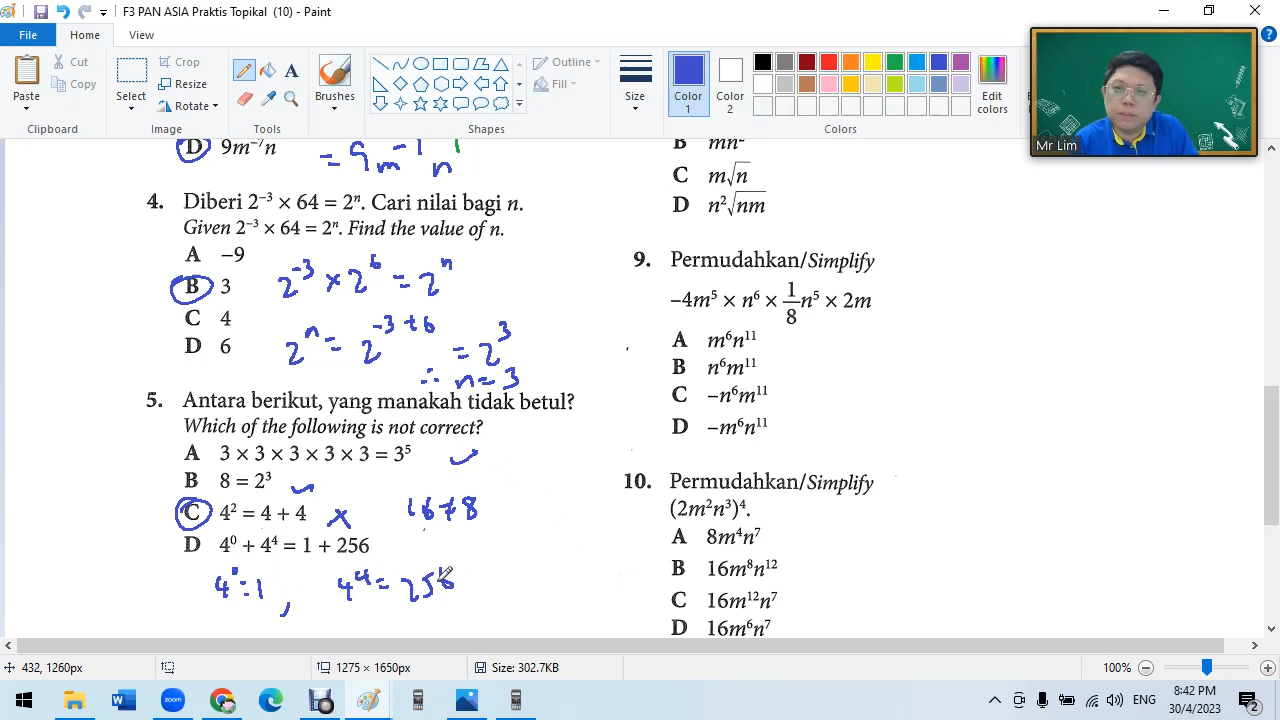 F3 PAN ASIA Praktis Topikal (10) - Paint
File Home View
Paste
Cut
Copy
Clipboard
Select
Crop
Resize
Rotate
Image
Tools
Brushes
Outline
Fill
Shapes
Size
Color 1
Color 2
Colors
Edit colors
Mr Lim
D 9m⁻⁷n
4. Diberi 2⁻³ × 64 = 2ⁿ. Cari nilai bagi n.
Given 2⁻³ × 64 = 2ⁿ. Find the value of n.
A −9
B 3
C 4
D 6
2⁻³ × 2⁶ = 2ⁿ
2ⁿ = 2⁻³⁺⁶ = 2³
∴ n = 3
5. Antara berikut, yang manakah tidak betul?
Which of the following is not correct?
A 3 × 3 × 3 × 3 × 3 = 3⁵
B 8 = 2³
C 4² = 4 + 4 16 ≠ 8
D 4⁰ + 4⁴ = 1 + 256
4⁰ = 1 , 4⁴ = 256
B mn²
C m√n
D n²√nm
9. Permudahkan/Simplify
–4m⁵ × n⁶ × 1/8 n⁵ × 2m
A m⁶n¹¹
B n⁶m¹¹
C –n⁶m¹¹
D –m⁶n¹¹
10. Permudahkan/Simplify
(2m²n³)⁴.
A 8m⁴n⁷
B 16m⁸n¹²
C 16m¹²n⁷
D 16m⁶n⁷
432, 1260px
1275 × 1650px
Size: 302.7KB
100%
zoom
ENG
8:42 PM
30/4/2023
2